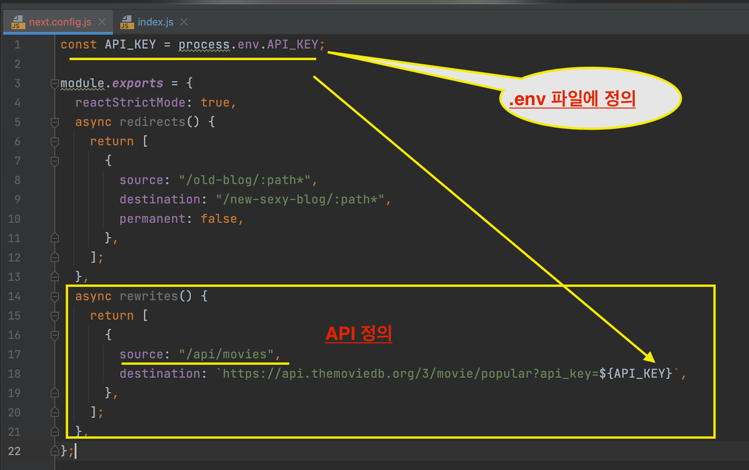 next.config.js
index.js
1 const API_KEY = process.env.API_KEY;
2
3 module.exports = {
4 reactStrictMode: true,
5 async redirects() {
6 return [
7 {
8 source: "/old-blog/:path*",
9 destination: "/new-sexy-blog/:path*",
10 permanent: false,
11 },
12 ];
13 },
14 async rewrites() {
15 return [
16 {
17 source: "/api/movies",
18 destination: `https://api.themoviedb.org/3/movie/popular?api_key=${API_KEY}`,
19 },
20 ];
21 },
22 };
.env 파일에 정의
API 정의